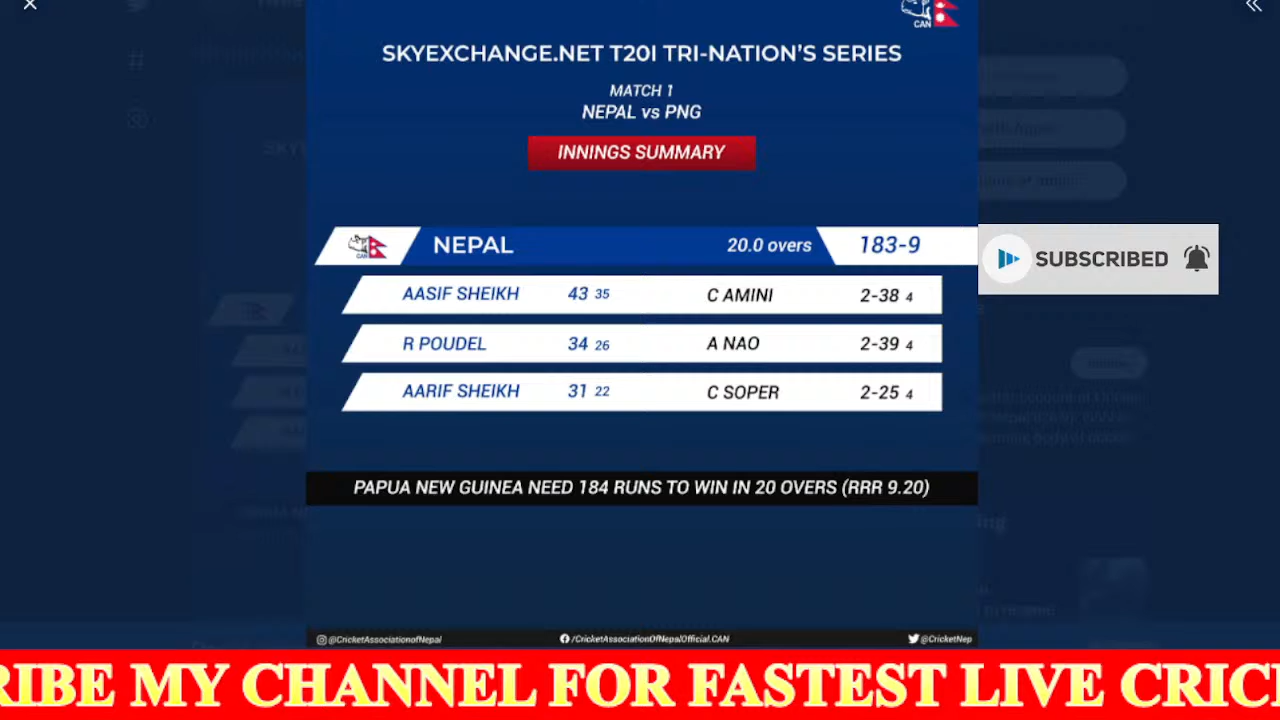 CAN
SKYEXCHANGE.NET T20I TRI-NATION'S SERIES
MATCH 1
NEPAL vs PNG
INNINGS SUMMARY
CAN NEPAL 20.0 overs 183-9
SUBSCRIBED
AASIF SHEIKH 43 35 C AMINI 2-38 4
R POUDEL 34 26 A NAO 2-39 4
AARIF SHEIKH 31 22 C SOPER 2-25 4
PAPUA NEW GUINEA NEED 184 RUNS TO WIN IN 20 OVERS (RRR 9.20)
@CricketAssociationofNepal /CricketAssociationOfNepalOfficial.CAN @CricketNep
RIBE MY CHANNEL FOR FASTEST LIVE CRIC